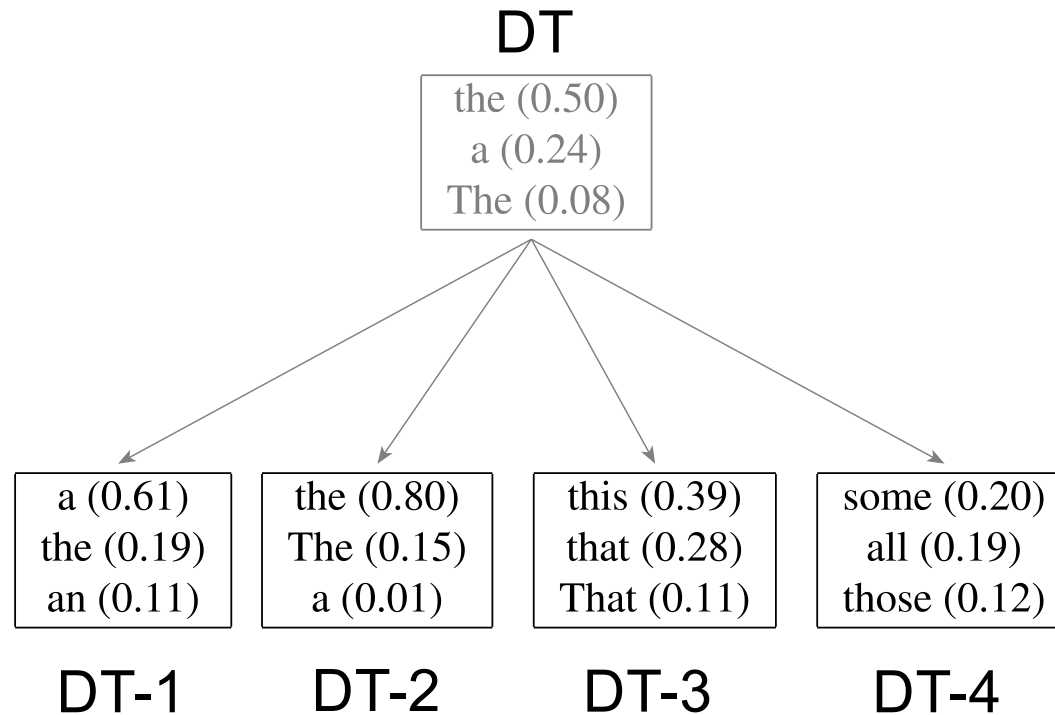 DT
the (0.50)
a (0.24)
The (0.08)
a (0.61)
the (0.19)
an (0.11)
DT-1
the (0.80)
The (0.15)
a (0.01)
DT-2
this (0.39)
that (0.28)
That (0.11)
DT-3
some (0.20)
all (0.19)
those (0.12)
DT-4